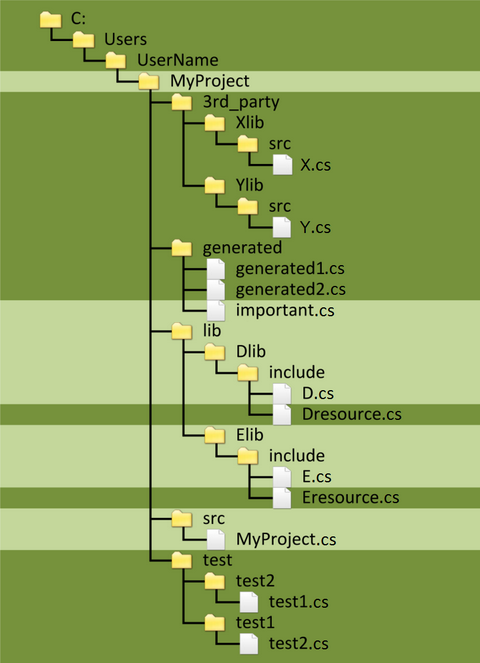 C:
Users
UserName
MyProject
3rd_party
Xlib
src
X.cs
Ylib
src
Y.cs
generated
generated1.cs
generated2.cs
important.cs
lib
Dlib
include
D.cs
Dresource.cs
Elib
include
E.cs
Eresource.cs
src
MyProject.cs
test
test2
test1.cs
test1
test2.cs